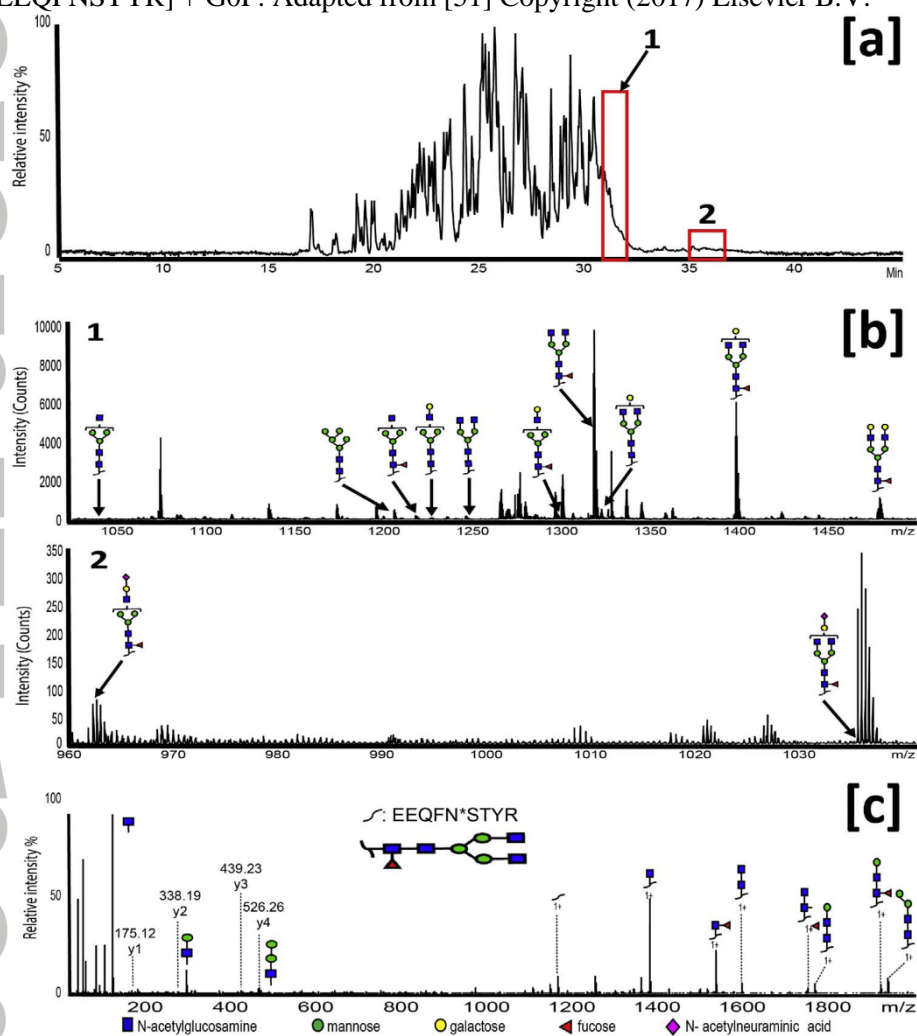 EEQFNSTYR] + G0F. Adapted from [51] Copyright (2017) Elsevier B.V.
[a]
Relative intensity %
100
50
0
1
2
5 10 15 20 25 30 35 40 Min
[b]
1
Intensity (Counts)
10000
8000
6000
4000
2000
0
1050 1100 1150 1200 1250 1300 1350 1400 1450 m/z
2
Intensity (Counts)
350
300
250
200
150
100
50
0
960 970 980 990 1000 1010 1020 1030 m/z
[c]
Relative intensity %
100
50
0
: EEQFN*STYR
175.12
y1
338.19
y2
439.23
y3
526.26
y4
1+
1+
1+
1+
1+
1+
1+
1+
200 400 600 800 1000 1200 1400 1600 1800 m/z
N-acetylglucosamine mannose galactose fucose N- acetylneuraminic acid